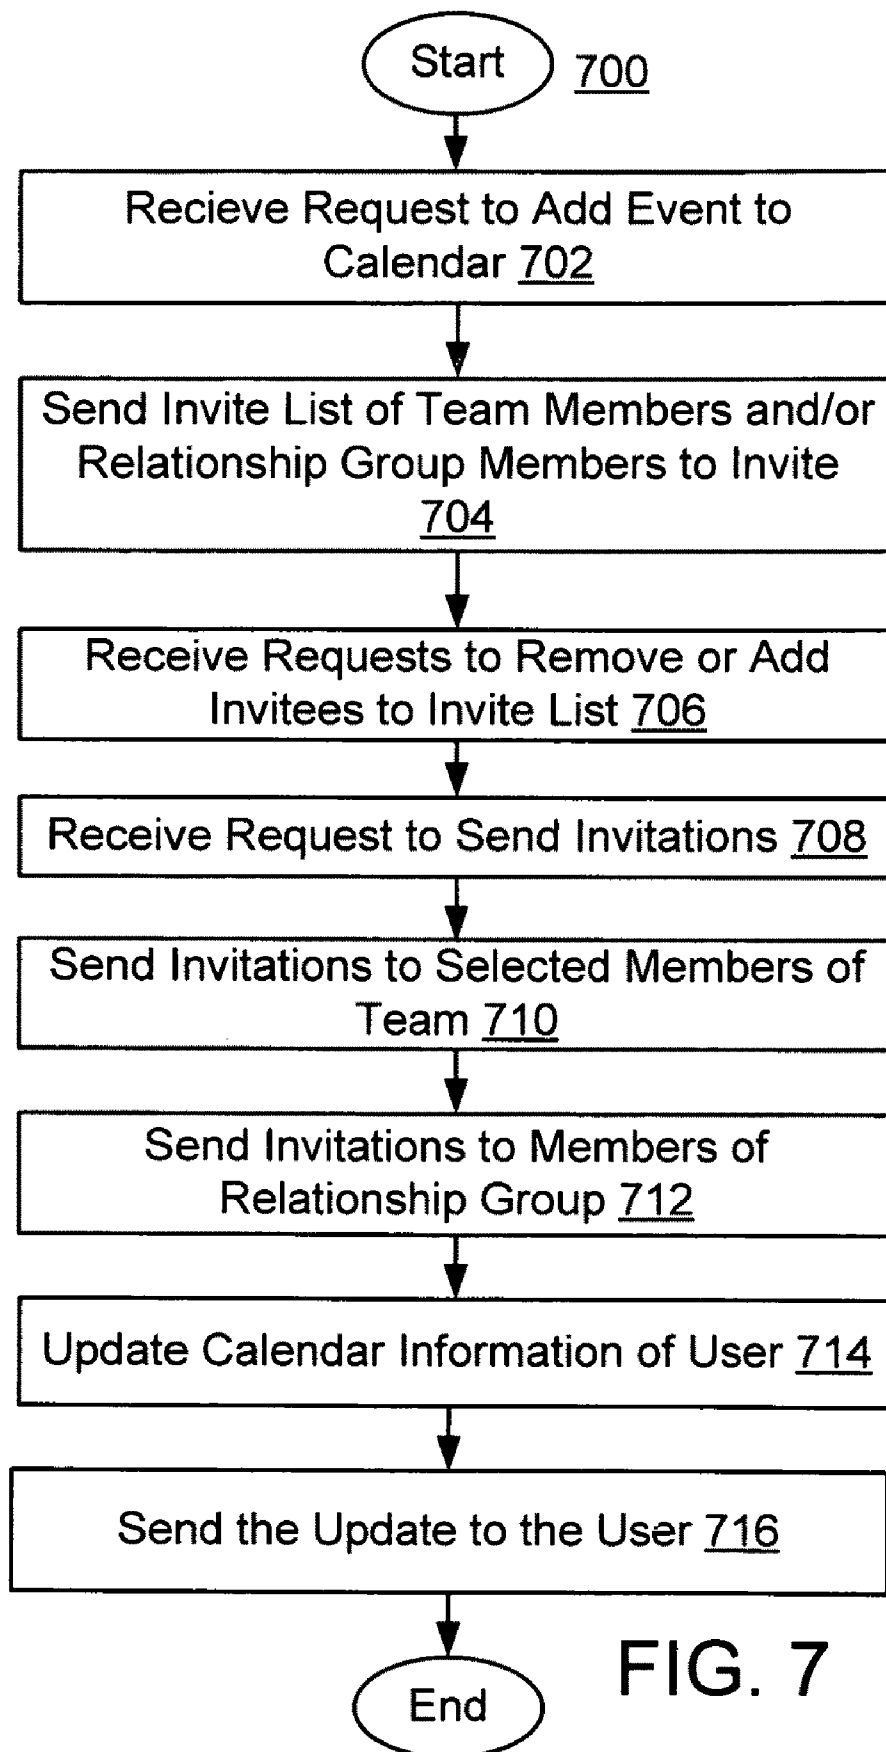 Start
700
Recieve Request to Add Event to
Calendar 702
Send Invite List of Team Members and/or
Relationship Group Members to Invite
704
Receive Requests to Remove or Add
Invitees to Invite List 706
Receive Request to Send Invitations 708
Send Invitations to Selected Members of
Team 710
Send Invitations to Members of
Relationship Group 712
Update Calendar Information of User 714
Send the Update to the User 716
End
FIG. 7